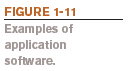 FIGURE 1-11
Examples of
application
software.